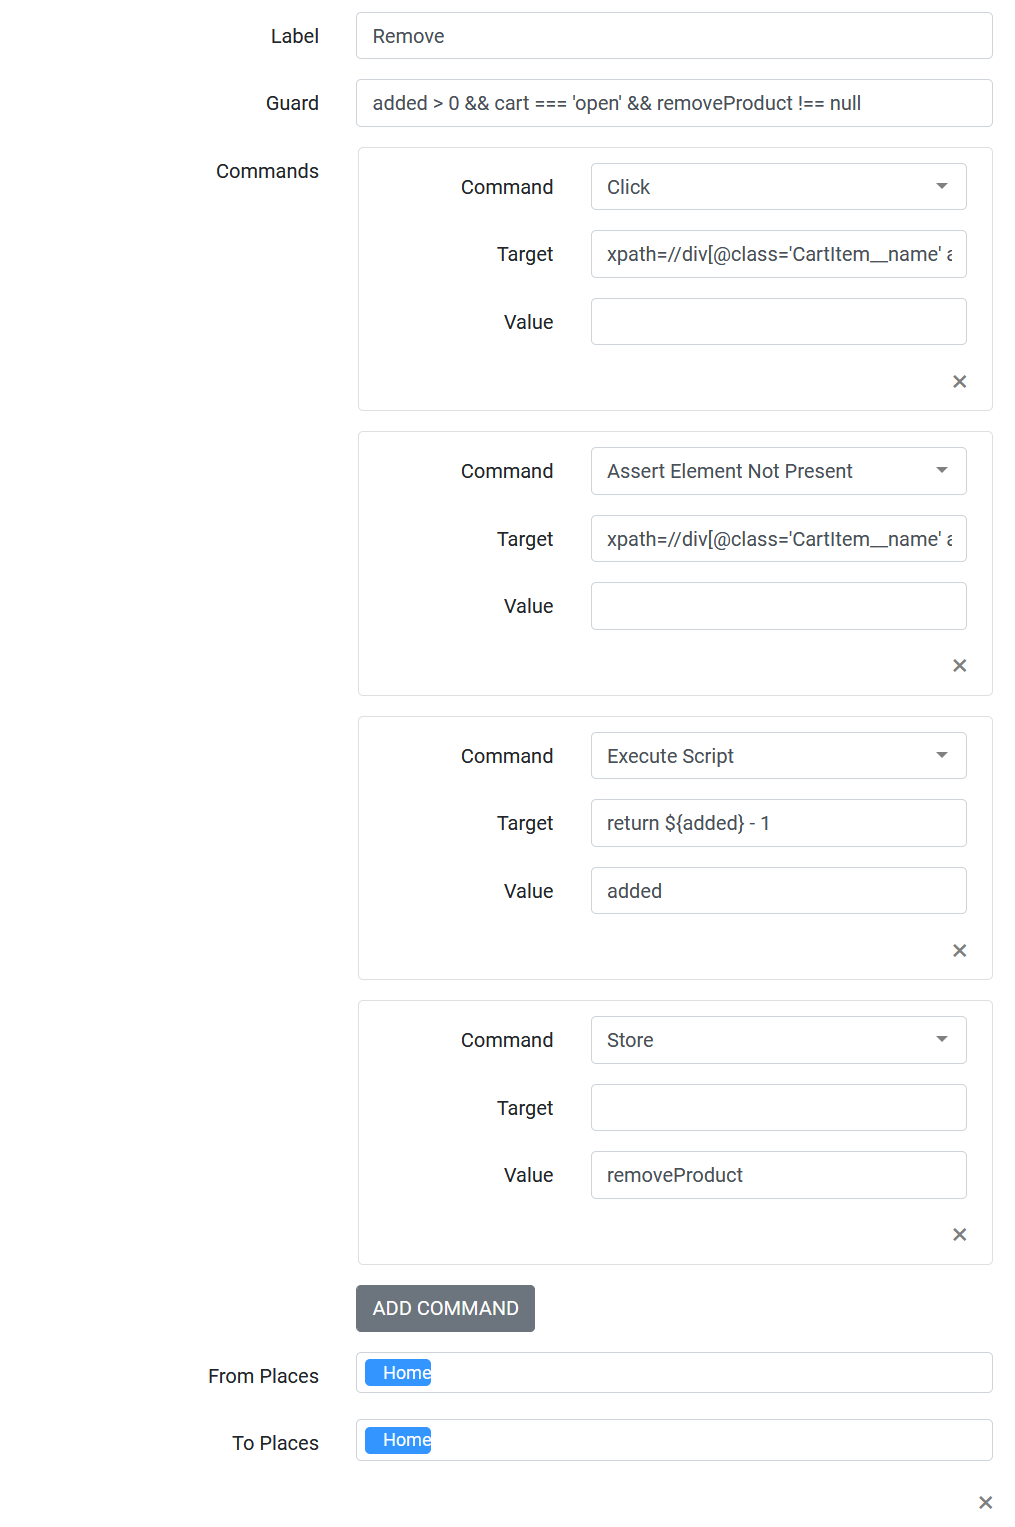 Label Remove
Guard added > 0 && cart === 'open' && removeProduct !== null
Commands
Command Click
Target xpath=//div[@class='CartItem__name'
Value
Command Assert Element Not Present
Target xpath=//div[@class='CartItem__name'
Value
Command Execute Script
Target return ${added} - 1
Value added
Command Store
Target
Value removeProduct
ADD COMMAND
From Places Home
To Places Home